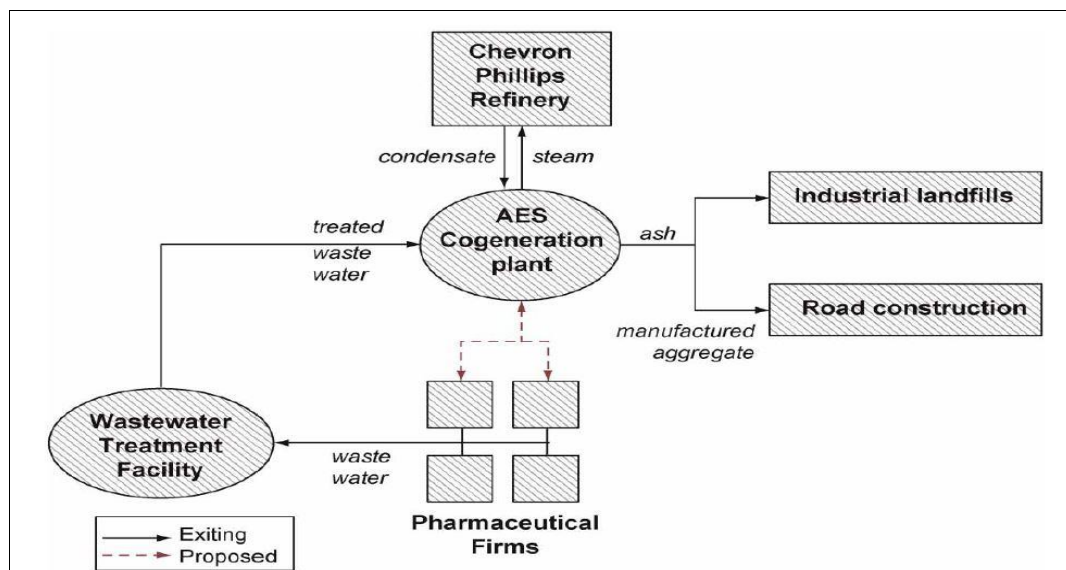 Chevron
Phillips
Refinery
condensate
steam
AES
Cogeneration
plant
treated
waste
water
ash
Industrial landfills
Road construction
manufactured
aggregate
Wastewater
Treatment
Facility
waste
water
Pharmaceutical
Firms
Exiting
Proposed